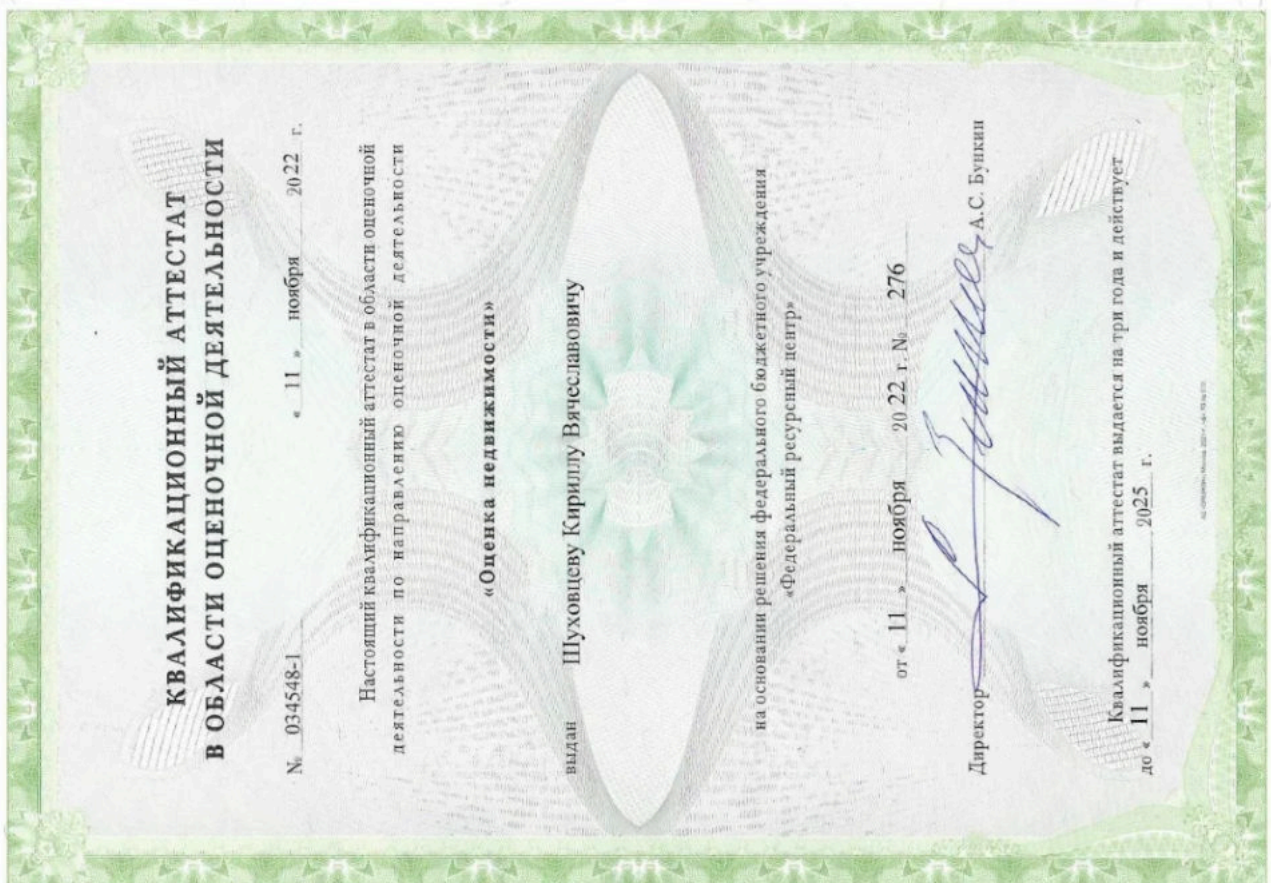 КВАЛИФИКАЦИОННЫЙ АТТЕСТАТ
В ОБЛАСТИ ОЦЕНОЧНОЙ ДЕЯТЕЛЬНОСТИ
№ 034548-1 « 11 » ноября 2022 г.
Настоящий квалификационный аттестат в области оценочной
деятельности по направлению оценочной деятельности
«Оценка недвижимости»
выдан Шуховцеву Кириллу Вячеславовичу
на основании решения федерального бюджетного учреждения
«Федеральный ресурсный центр»
от « 11 » ноября 20 22 г. № 276
Директор А.С. Бункин
Квалификационный аттестат выдается на три года и действует
до « 11 » ноября 2025 г.